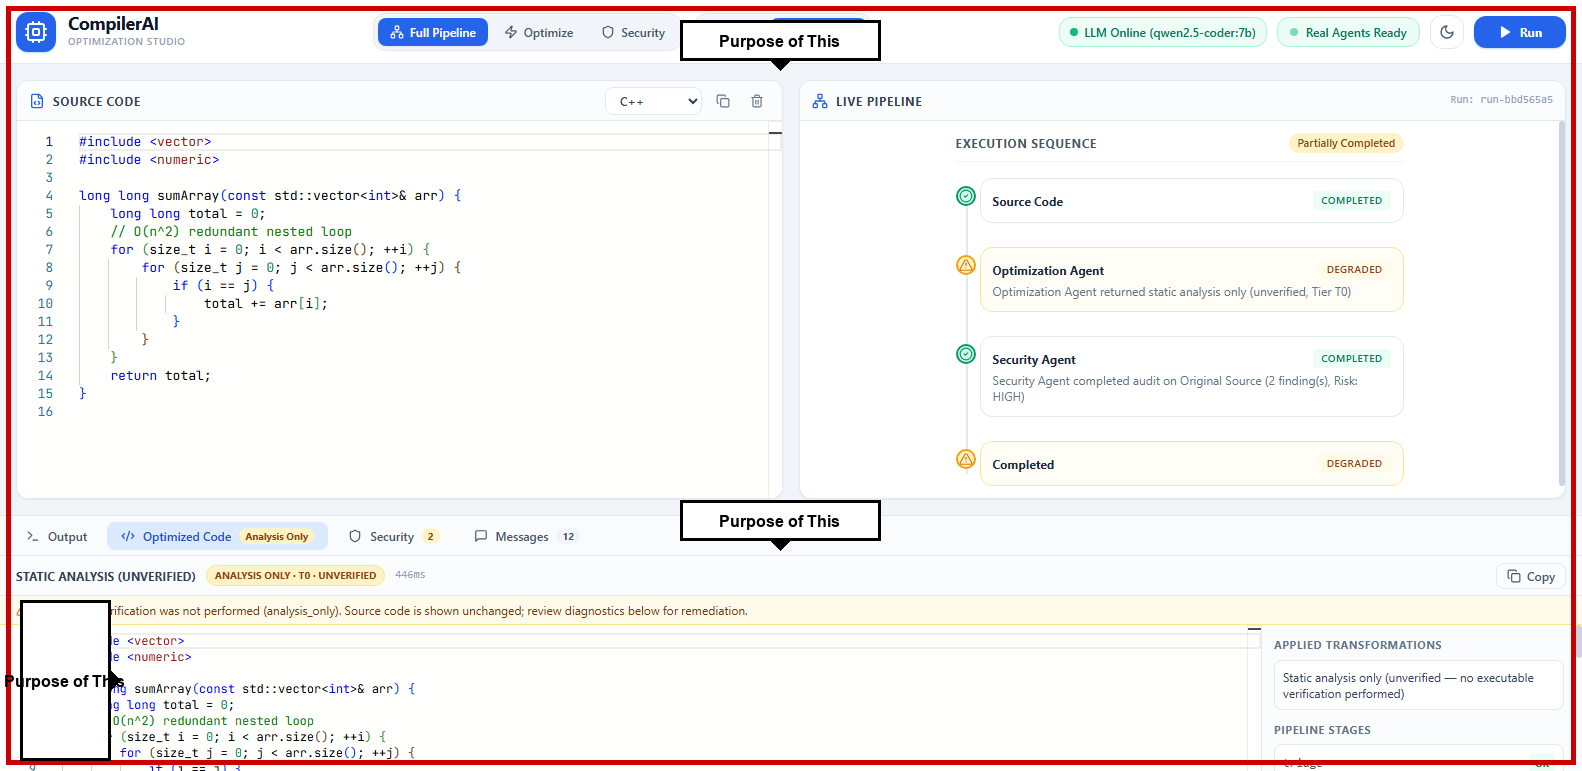 CompilerAI
OPTIMIZATION STUDIO
Full Pipeline
Optimize
Security
Purpose of This
LLM Online (qwen2.5-coder:7b)
Real Agents Ready
Run
SOURCE CODE
C++
1 #include <vector>
2 #include <numeric>
3
4 long long sumArray(const std::vector<int>& arr) {
5 long long total = 0;
6 // O(n^2) redundant nested loop
7 for (size_t i = 0; i < arr.size(); ++i) {
8 for (size_t j = 0; j < arr.size(); ++j) {
9 if (i == j) {
10 total += arr[i];
11 }
12 }
13 }
14 return total;
15 }
16
LIVE PIPELINE
Run: run-bbd565a5
EXECUTION SEQUENCE
Partially Completed
Source Code
COMPLETED
Optimization Agent
DEGRADED
Optimization Agent returned static analysis only (unverified, Tier T0)
Security Agent
COMPLETED
Security Agent completed audit on Original Source (2 finding(s), Risk:
HIGH)
Completed
DEGRADED
Purpose of This
Output
Optimized Code Analysis Only
Security 2
Messages 12
STATIC ANALYSIS (UNVERIFIED)
ANALYSIS ONLY · T0 · UNVERIFIED
446ms
Copy
was not performed (analysis_only). Source code is shown unchanged; review diagnostics below for remediation.
Purpose of This
<vector>
<numeric>
sumArray(const std::vector<int>& arr) {
long total = 0;
O(n^2) redundant nested loop
(size_t i = 0; i < arr.size(); ++i) {
for (size_t j = 0; j < arr.size(); ++j) {
9 if (i == j) {
APPLIED TRANSFORMATIONS
Static analysis only (unverified — no executable
verification performed)
PIPELINE STAGES
triage
OK